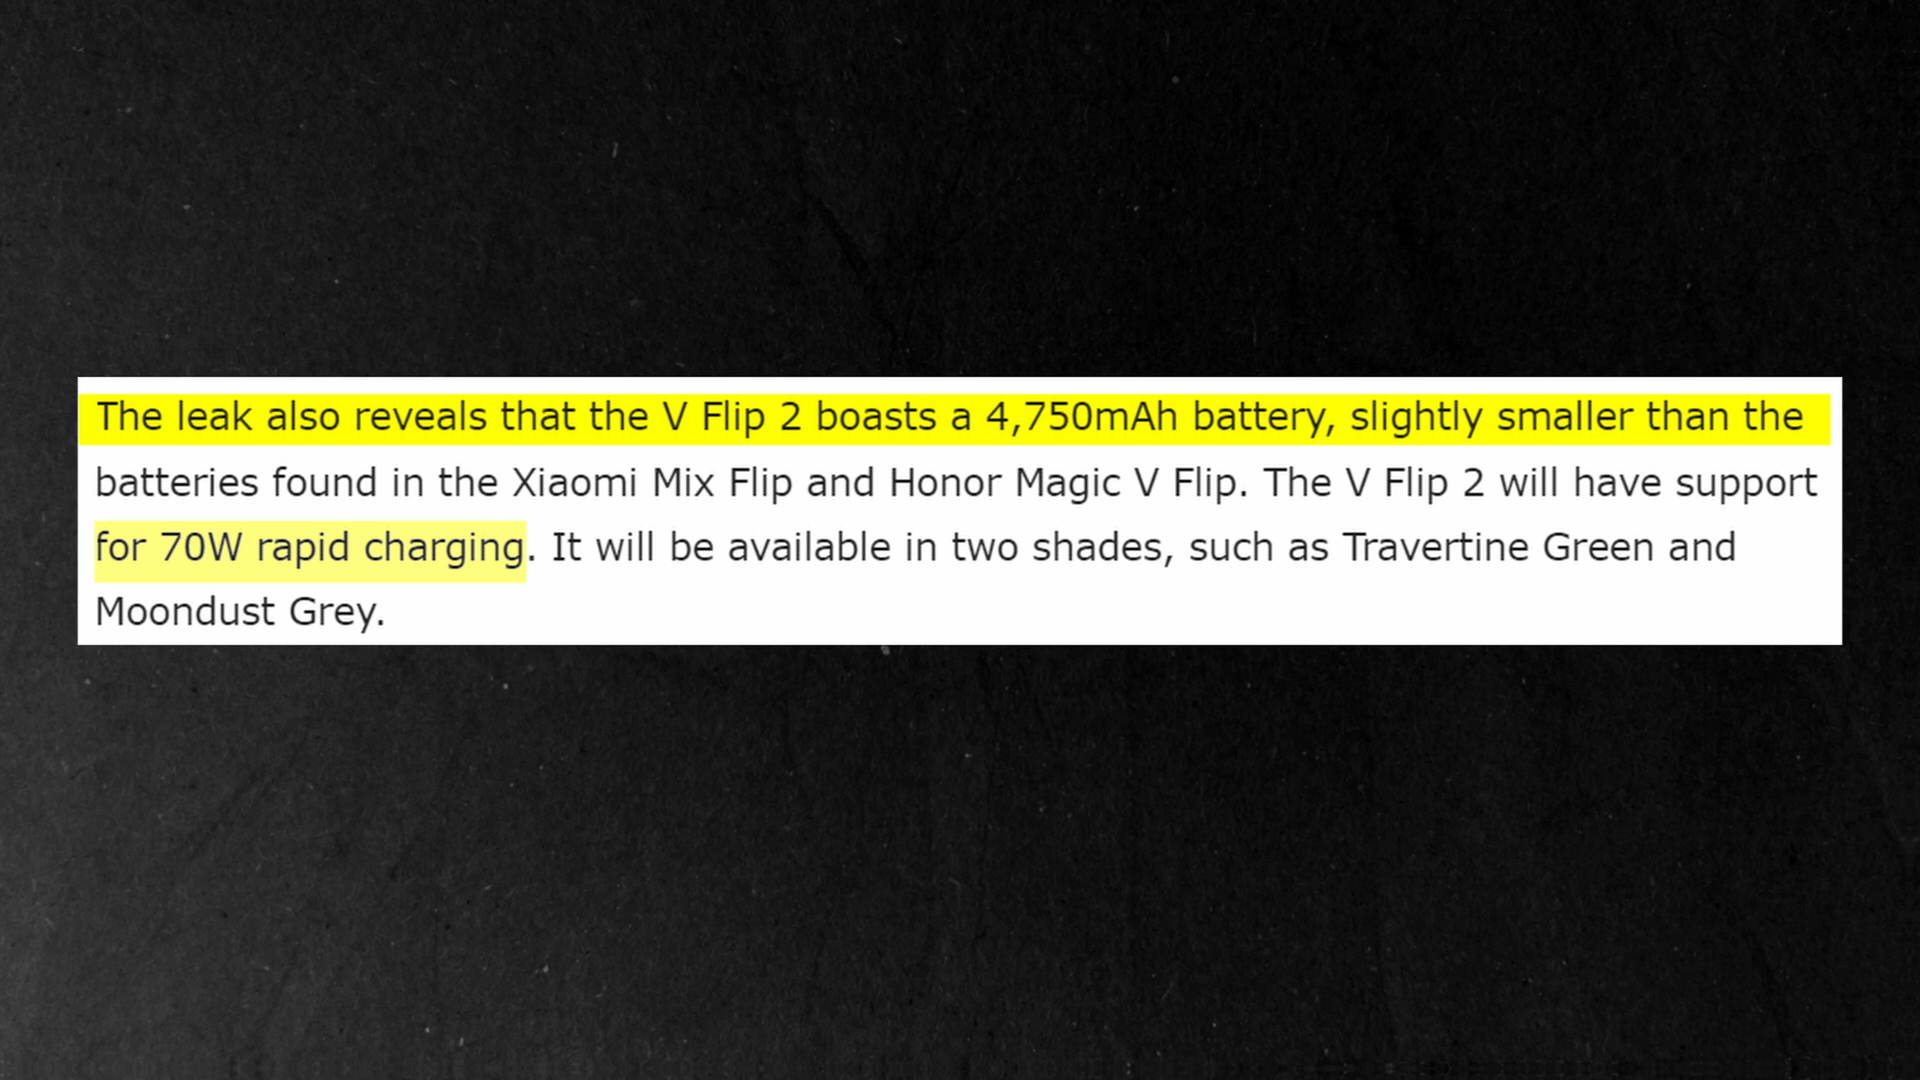 The leak also reveals that the V Flip 2 boasts a 4,750mAh battery, slightly smaller than the
batteries found in the Xiaomi Mix Flip and Honor Magic V Flip. The V Flip 2 will have support
for 70W rapid charging. It will be available in two shades, such as Travertine Green and
Moondust Grey.